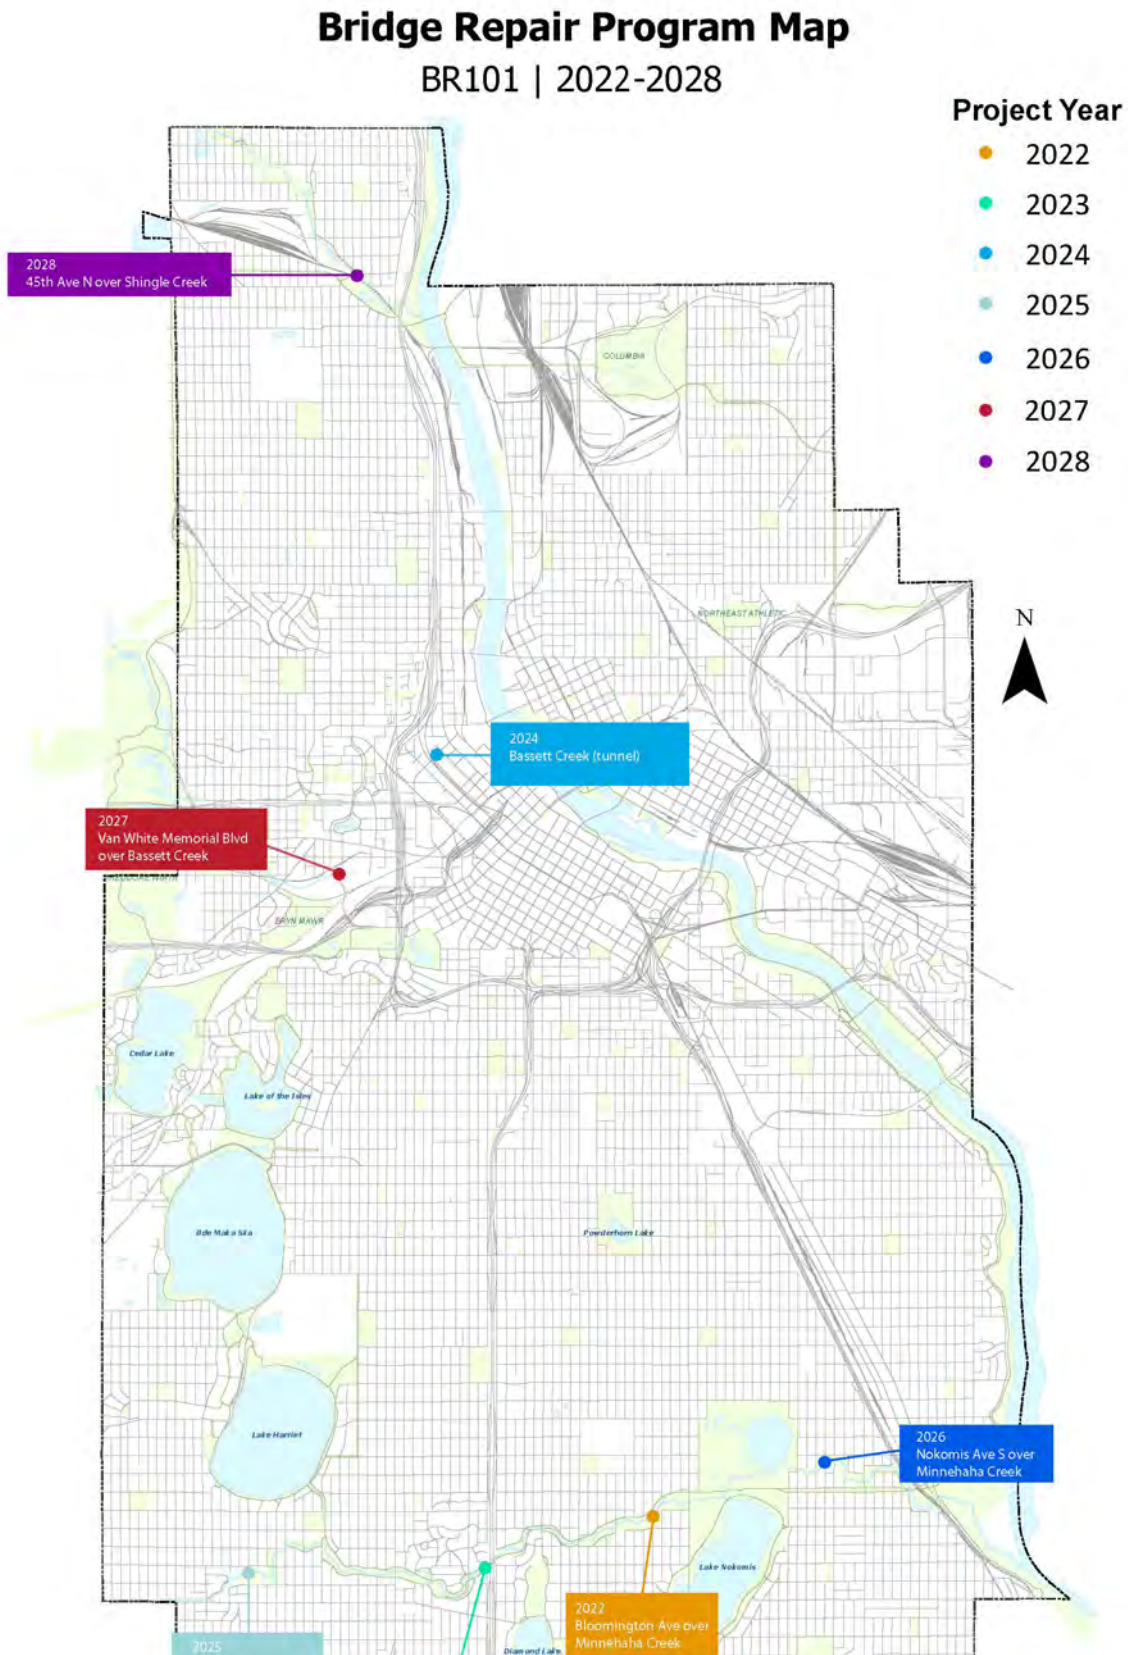 Bridge Repair Program Map
BR101 | 2022-2028
Project Year
2022
2023
2024
2025
2026
2027
2028
2028
45th Ave N over Shingle Creek
COLUMBIA
NORTHEAST ATHLETIC
N
2024
Bassett Creek (tunnel)
2027
Van White Memorial Blvd
over Bassett Creek
THEODORE WIRTH
BRYN MAWR
Cedar Lake
Lake of the Isles
Bde Maka Ska
Powderhorn Lake
Lake Harriet
2026
Nokomis Ave S over
Minnehaha Creek
Lake Nokomis
2022
Bloomington Ave over
Minnehaha Creek
2025
Diamond Lake